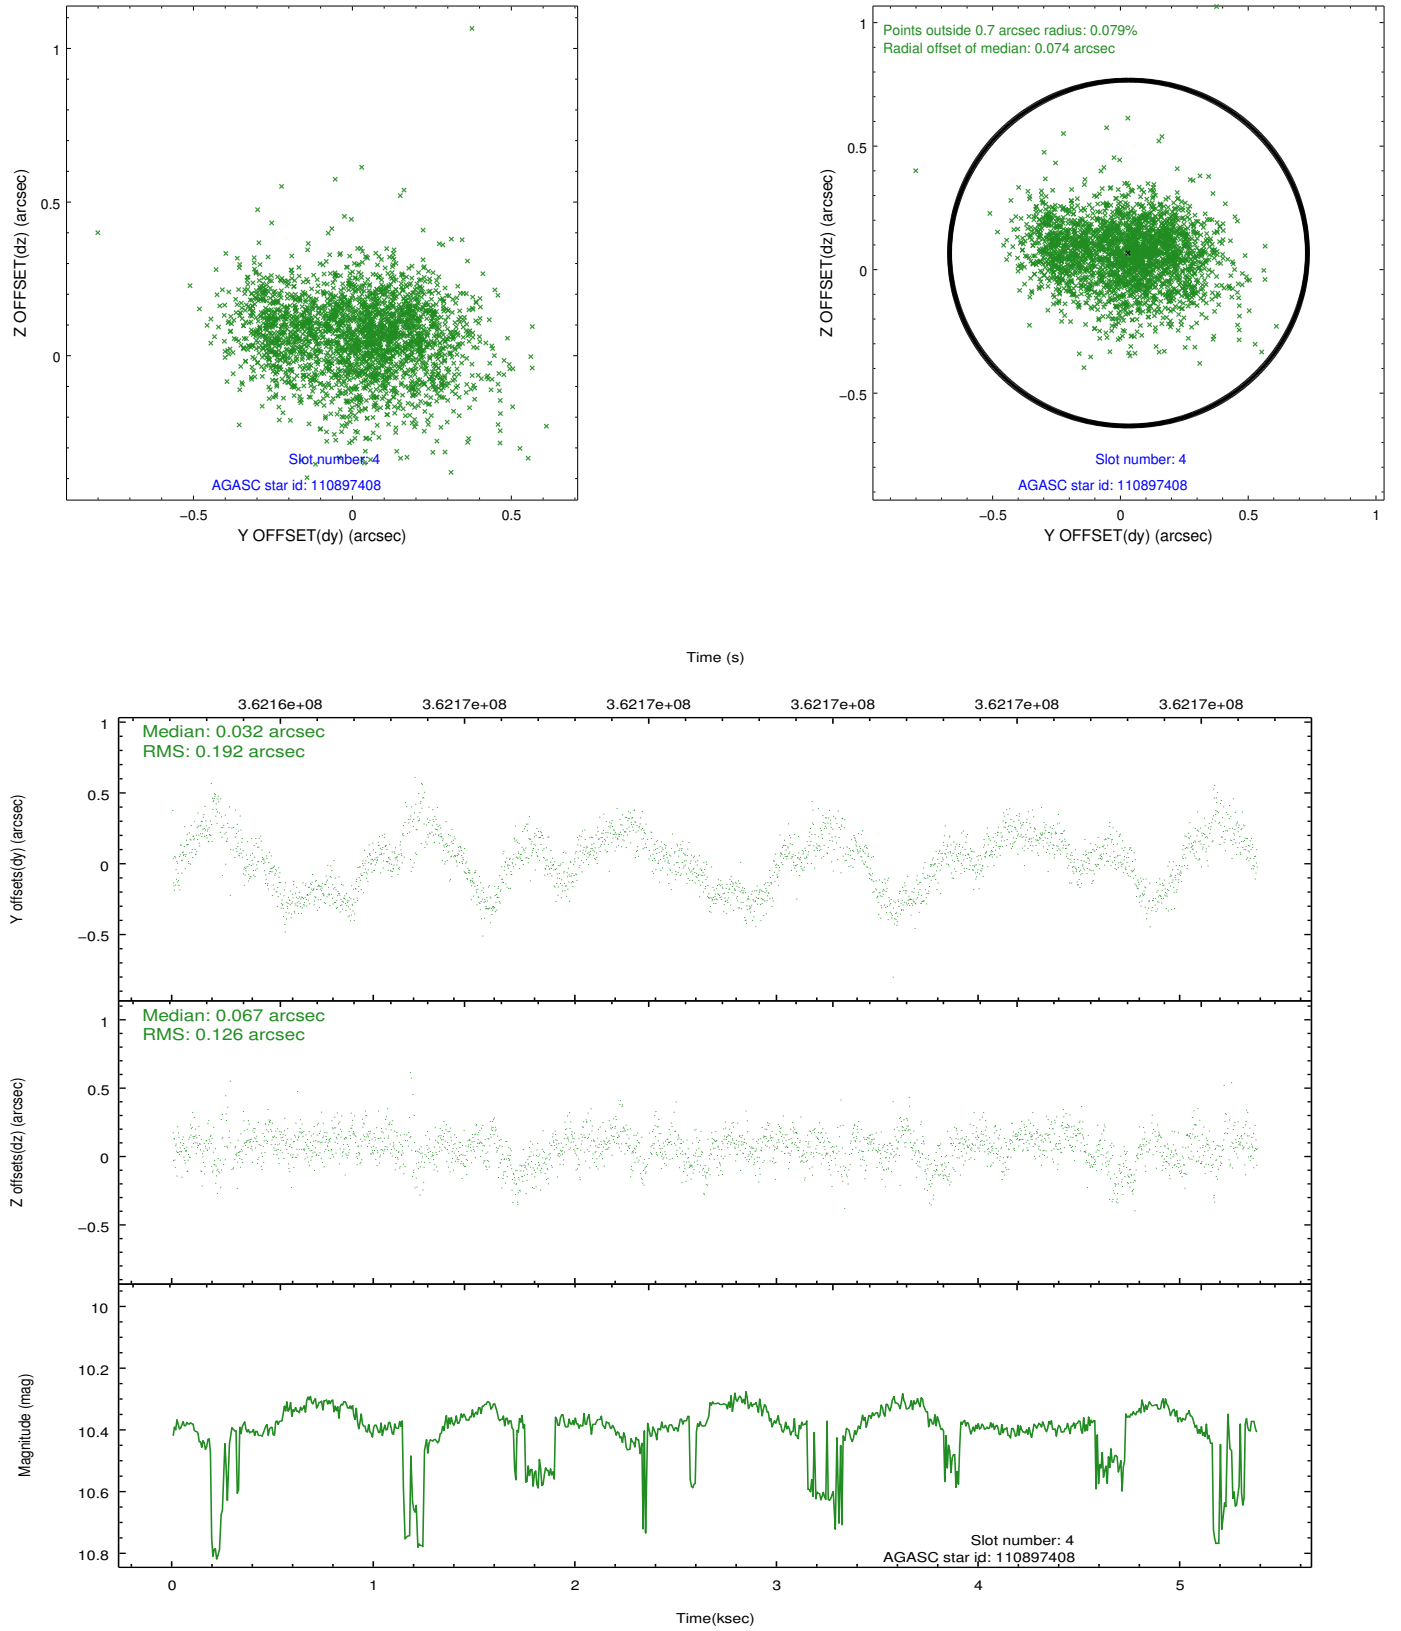 1
0.5
0
Z OFFSET(dz) (arcsec)
Slot number: 4
AGASC star id: 110897408
−0.5 0 0.5
Y OFFSET(dy) (arcsec)
Points outside 0.7 arcsec radius: 0.079%
Radial offset of median: 0.074 arcsec
1
0.5
0
−0.5
Z OFFSET(dz) (arcsec)
Slot number: 4
AGASC star id: 110897408
−0.5 0 0.5 1
Y OFFSET(dy) (arcsec)
Time (s)
3.6216e+08 3.6217e+08 3.6217e+08 3.6217e+08 3.6217e+08 3.6217e+08
Median: 0.032 arcsec
RMS: 0.192 arcsec
1
0.5
0
−0.5
Y offsets(dy) (arcsec)
Median: 0.067 arcsec
RMS: 0.126 arcsec
1
0.5
0
−0.5
Z offsets(dz) (arcsec)
10
10.2
10.4
10.6
10.8
Magnitude (mag)
Slot number: 4
AGASC star id: 110897408
0 1 2 3 4 5
Time(ksec)